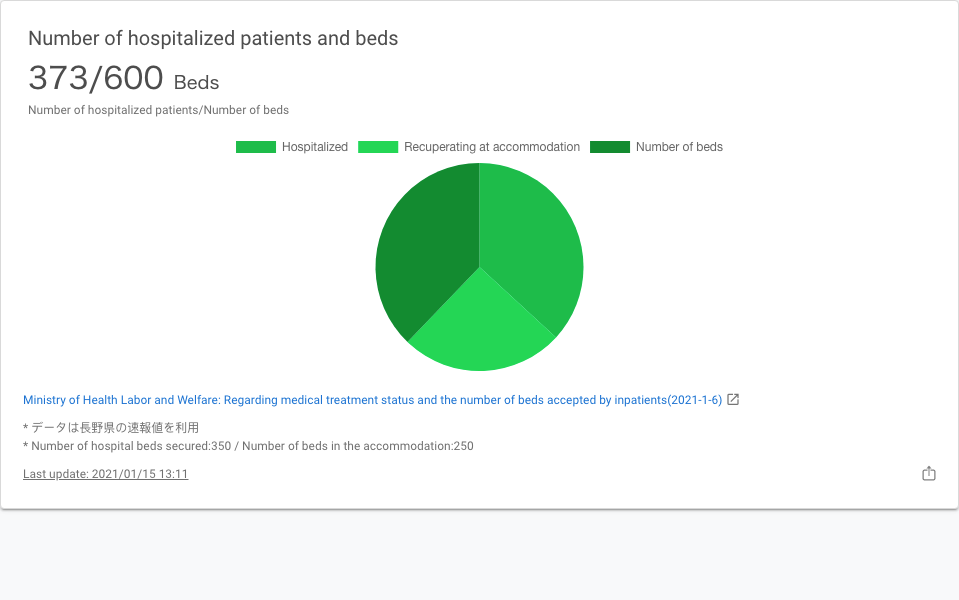 Number of hospitalized patients and beds
373/600 Beds
Number of hospitalized patients/Number of beds
Hospitalized Recuperating at accommodation Number of beds
Ministry of Health Labor and Welfare: Regarding medical treatment status and the number of beds accepted by inpatients(2021-1-6)
* データは長野県の速報値を利用
* Number of hospital beds secured:350 / Number of beds in the accommodation:250
Last update: 2021/01/15 13:11